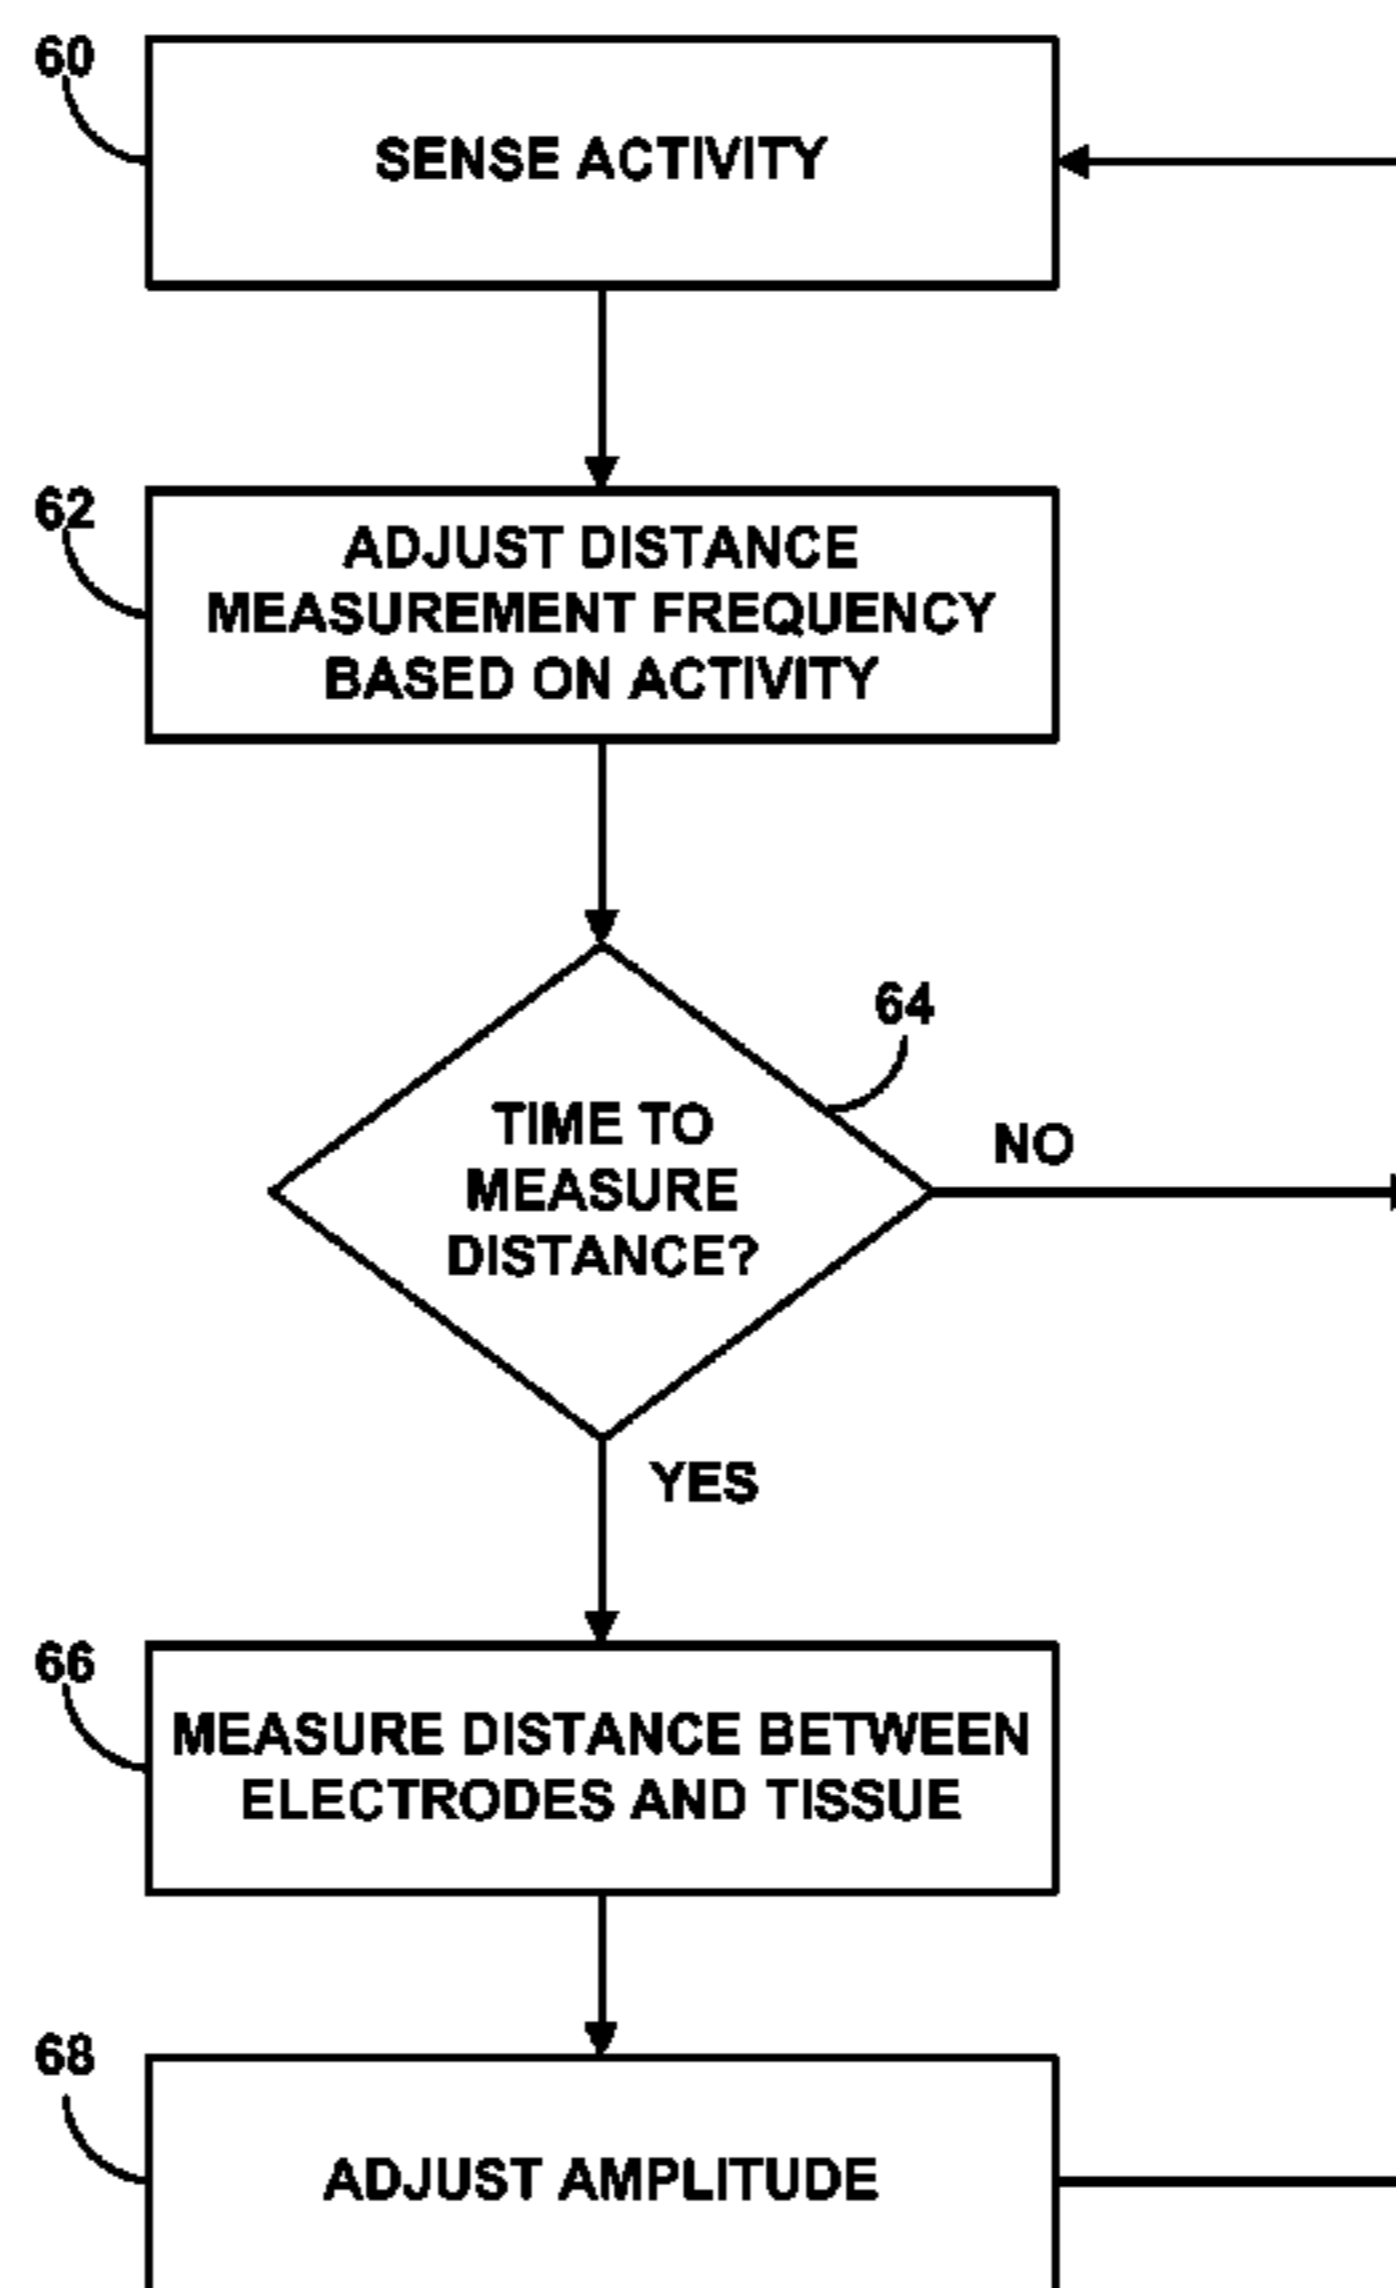 60
SENSE ACTIVITY
62
ADJUST DISTANCE
MEASUREMENT FREQUENCY
BASED ON ACTIVITY
64
TIME TO
MEASURE
DISTANCE?
NO
YES
66
MEASURE DISTANCE BETWEEN
ELECTRODES AND TISSUE
68
ADJUST AMPLITUDE